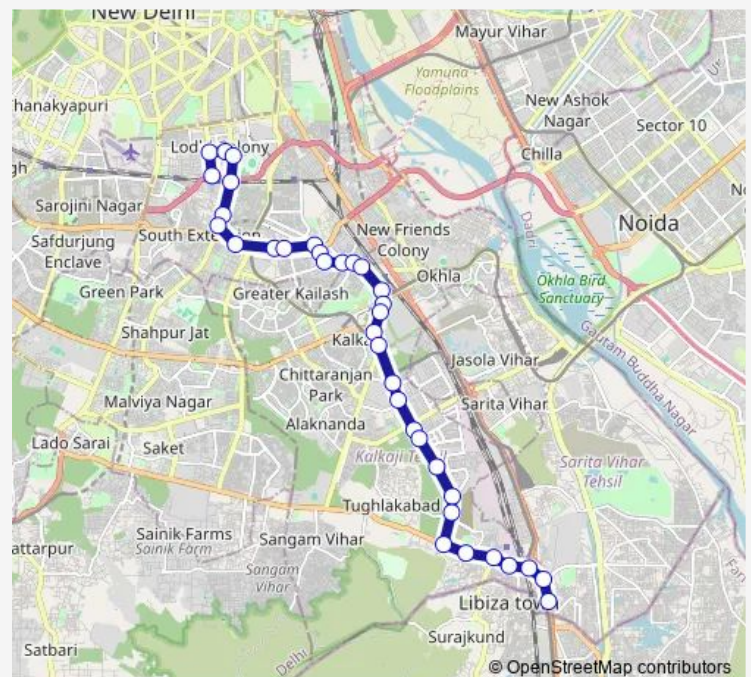 New Delhi
Mayur Vihar
Yamuna
Floodplains
hanakyapuri
New Ashok
Nagar
Sector 10
Lodhi Colony
Chilla
gh
Sarojini Nagar
Dadri
Noida
South Extension
New Friends
Colony
Safdurjung
Enclave
Okhla
Okhla Bird
Sanctuary
Green Park
Greater Kailash
Gautam Buddha Nagar
Shahpur Jat
Kalka
Jasola Vihar
Chittaranjan
Park
Malviya Nagar
Sarita Vihar
Alaknanda
Lado Sarai
Saket
Kalkaji Tehsil
Sarita Vihar
Tehsil
Tughlakabad
attarpur
Sainik Farms
Sainik Farm
Sangam Vihar
Sangam
Vihar
Far
Libiza town
Surajkund
Delhi
Satbari
© OpenStreetMap contributors